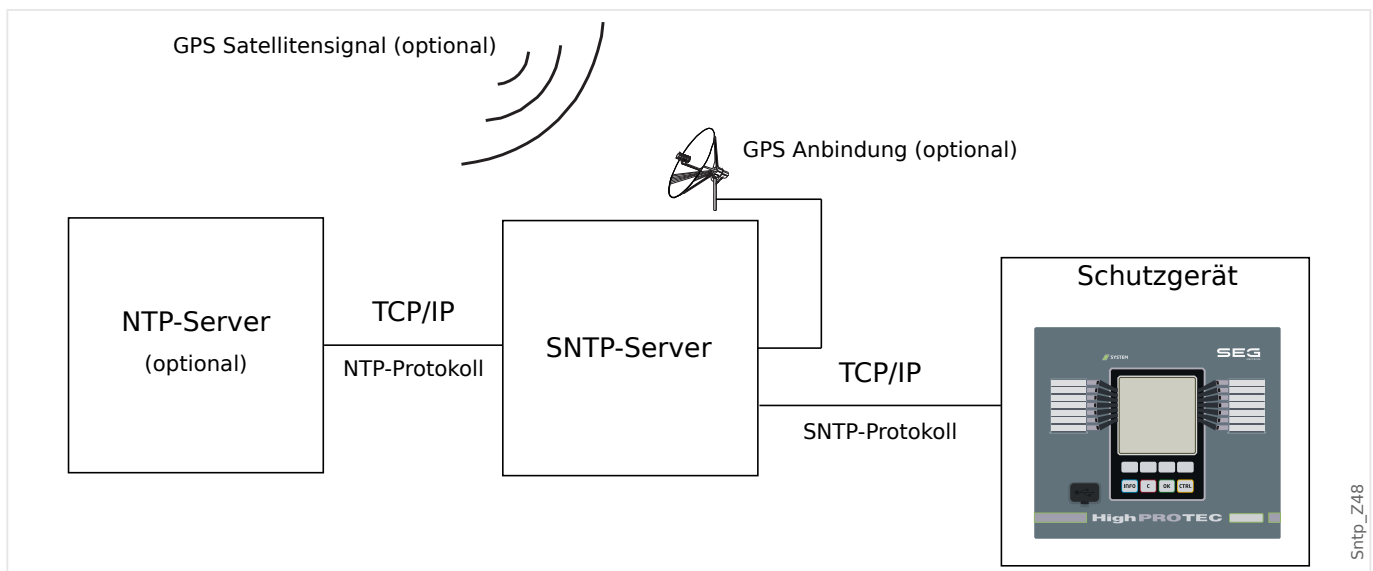 GPS Satellitensignal (optional)
GPS Anbindung (optional)
NTP-Server
(optional)
TCP/IP
NTP-Protokoll
SNTP-Server
TCP/IP
SNTP-Protokoll
Schutzgerät
SYSTEM
SEG
INFO
C
OK
CTRL
HighPROTEC
Sntp_Z48